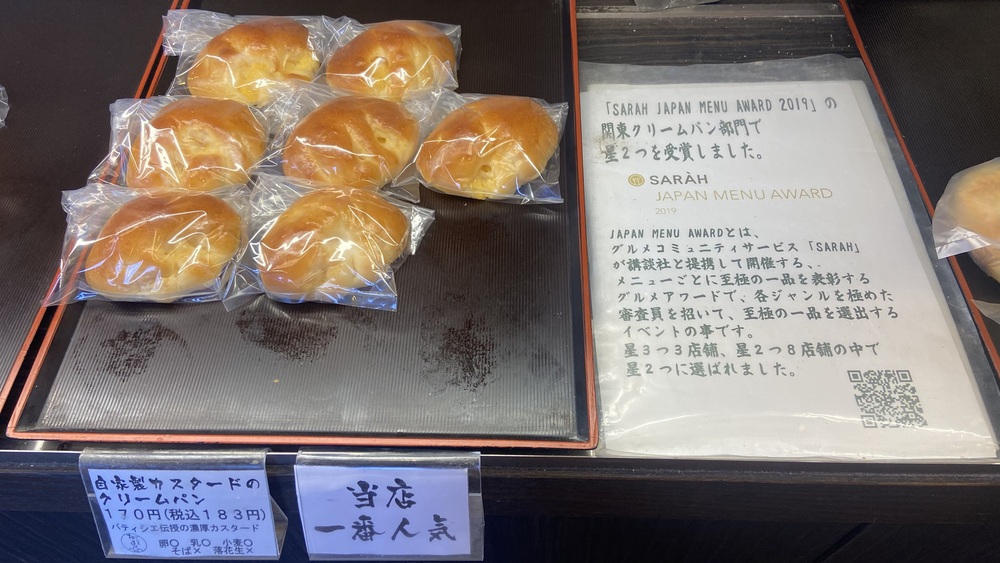 「SARAH JAPAN MENU AWARD 2019」の
関東クリームパン部門で
星2つを受賞しました。
SARAH
JAPAN MENU AWARD
2019
JAPAN MENU AWARDとは、
グルメコミュニティサービス「SARAH」
が講談社と提携して開催する、
メニューごとに至極の一品を表彰する
グルメアワードで、各ジャンルを極めた
審査員を招いて、至極の一品を選出する
イベントの事です。
星3つ3店舗、星2つ8店舗の中で
星2つに選ばれました。
自家製カスタードの
クリームパン
170円(税込183円)
パティシエ伝授の濃厚カスタード
卵○ 乳○ 小麦○
そば× 落花生×
当店
一番人気